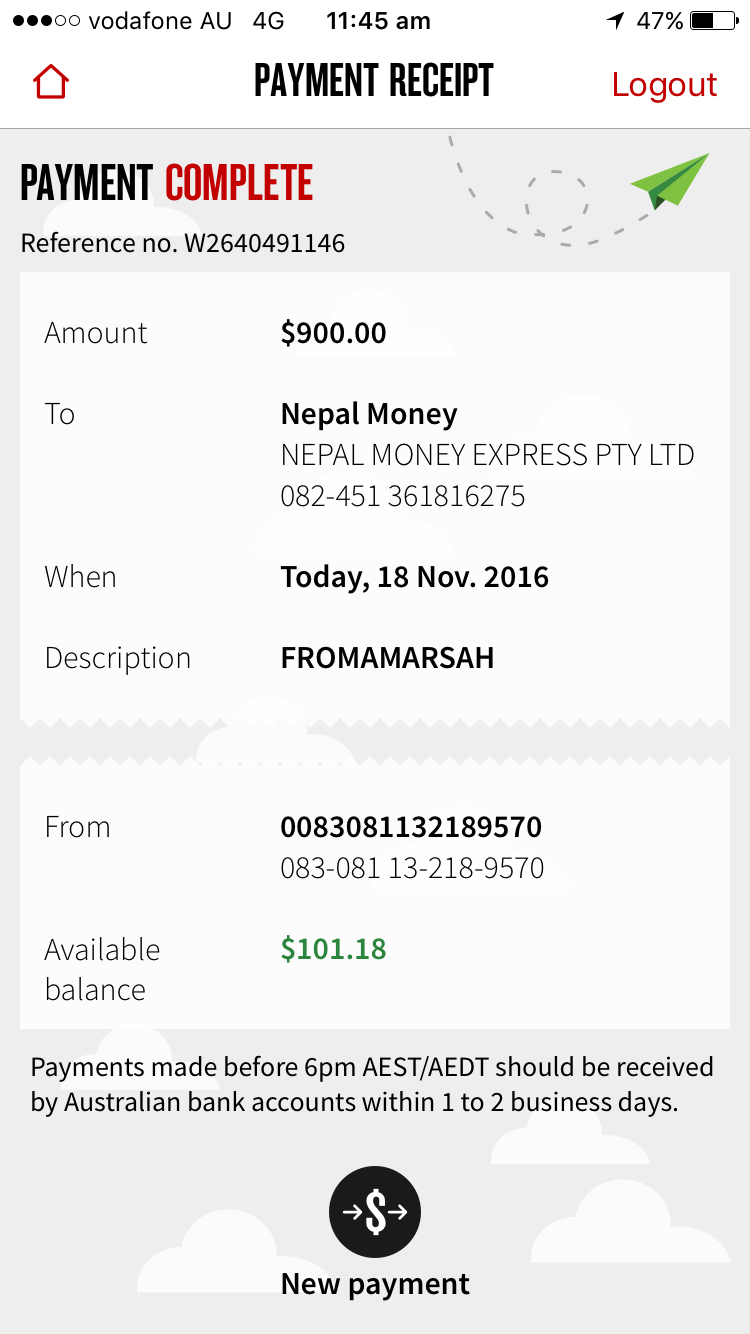 vodafone AU 4G 11:45 am 47%
PAYMENT RECEIPT Logout
PAYMENT COMPLETE
Reference no. W2640491146
Amount $900.00
To Nepal Money
NEPAL MONEY EXPRESS PTY LTD
082-451 361816275
When Today, 18 Nov. 2016
Description FROMAMARSAH
From 0083081132189570
083-081 13-218-9570
Available $101.18
balance
Payments made before 6pm AEST/AEDT should be received
by Australian bank accounts within 1 to 2 business days.
$
New payment